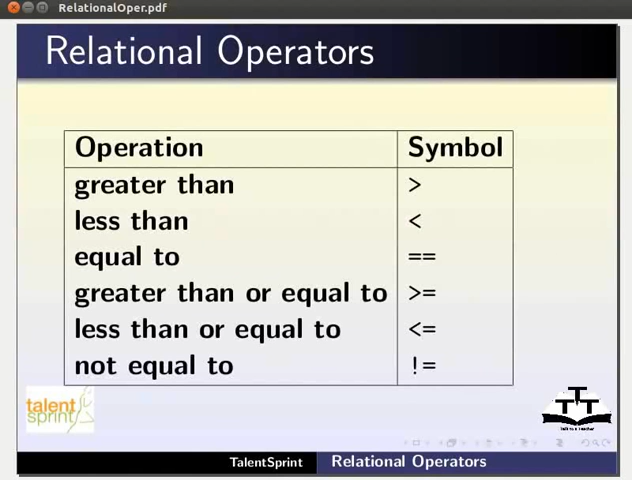 RelationalOper.pdf
Relational Operators
Operation Symbol
greater than >
less than <
equal to ==
greater than or equal to >=
less than or equal to <=
not equal to !=
talent
sprint
TTT
TalentSprint Relational Operators